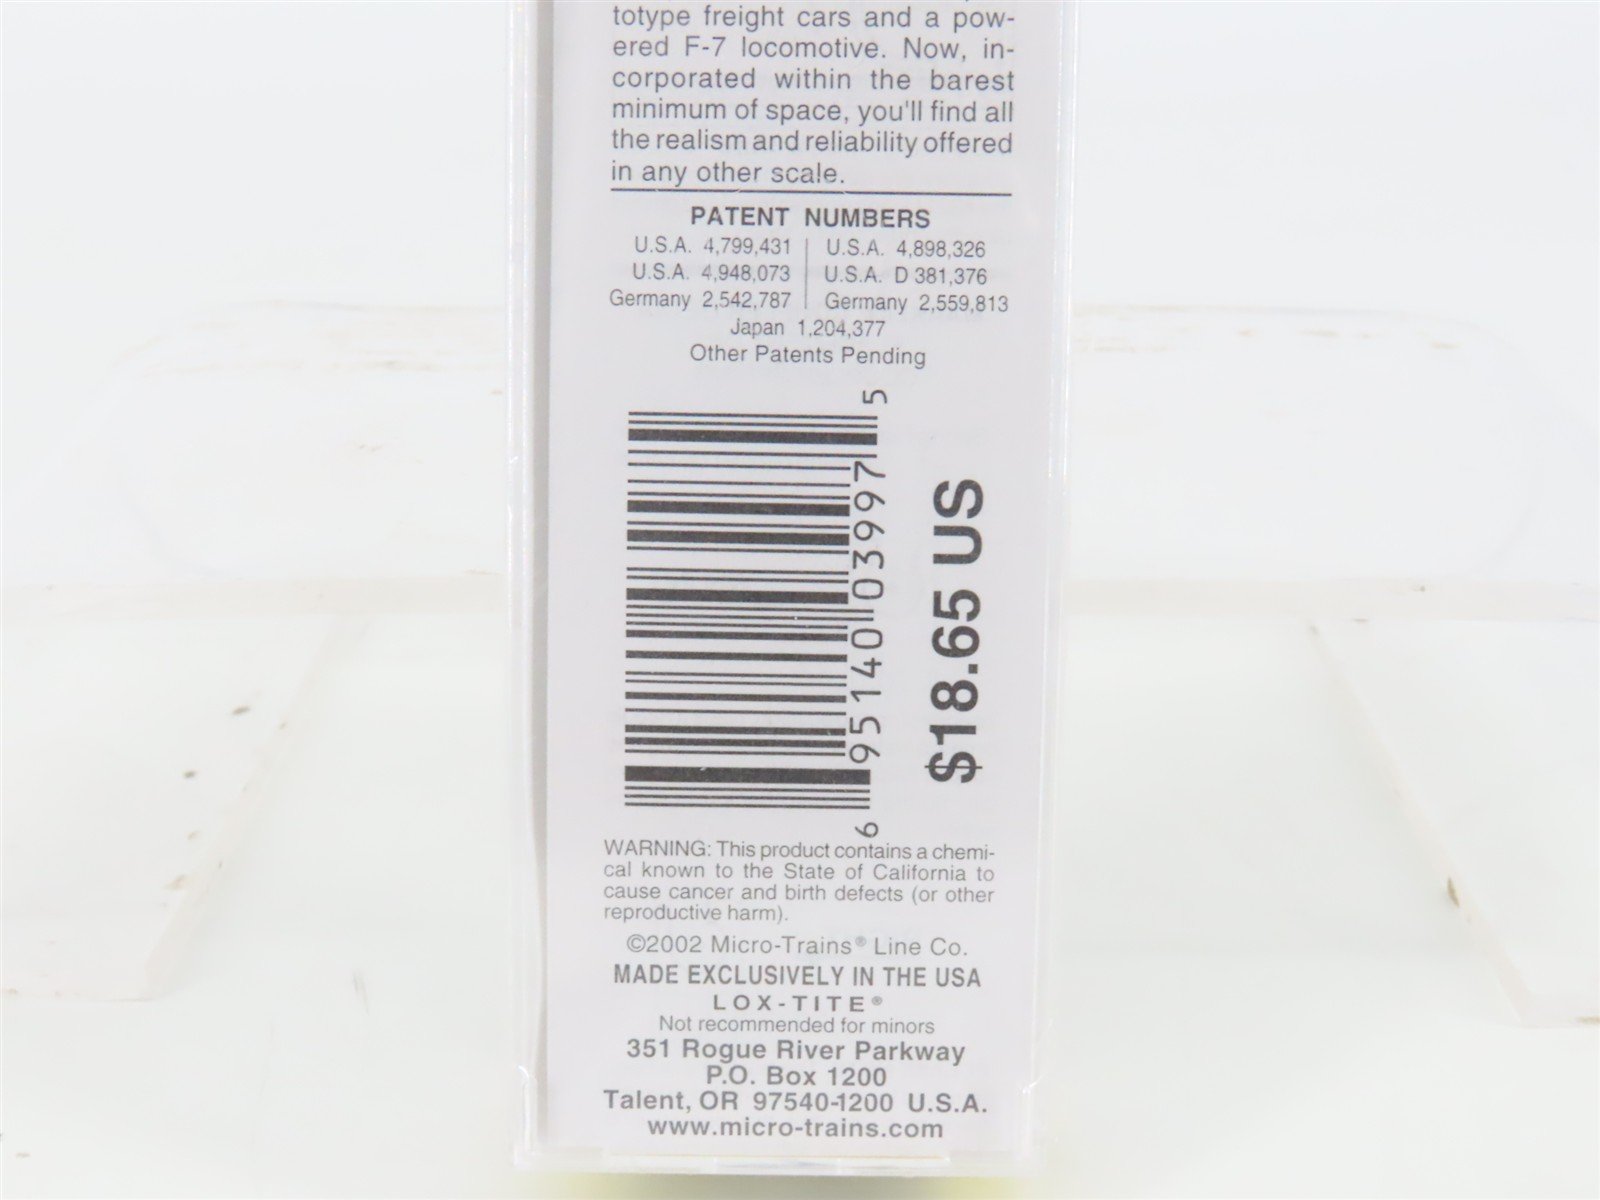 totype freight cars and a pow-
ered F-7 locomotive. Now, in-
corporated within the barest
minimum of space, you'll find all
the realism and reliability offered
in any other scale.
PATENT NUMBERS
U.S.A. 4,799,431 U.S.A. 4,898,326
U.S.A. 4,948,073 U.S.A. D 381,376
Germany 2,542,787 Germany 2,559,813
Japan 1,204,377
Other Patents Pending
6 95140 03997 5
$18.65 US
WARNING: This product contains a chemi-
cal known to the State of California to
cause cancer and birth defects (or other
reproductive harm).
©2002 Micro-Trains® Line Co.
MADE EXCLUSIVELY IN THE USA
LOX-TITE®
Not recommended for minors
351 Rogue River Parkway
P.O. Box 1200
Talent, OR 97540-1200 U.S.A.
www.micro-trains.com